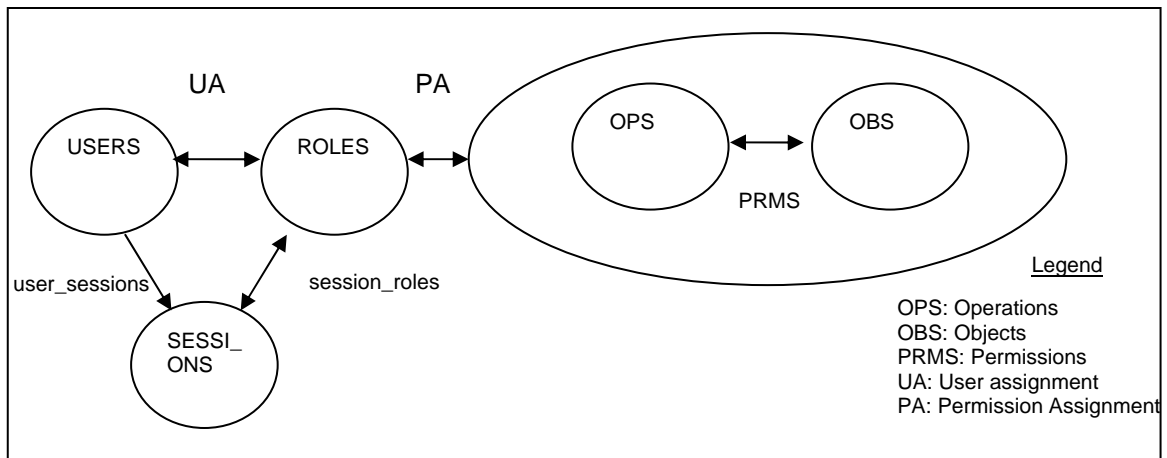 UA
PA
USERS
ROLES
OPS
OBS
PRMS
user_sessions
session_roles
SESSI_
ONS
Legend
OPS: Operations
OBS: Objects
PRMS: Permissions
UA: User assignment
PA: Permission Assignment